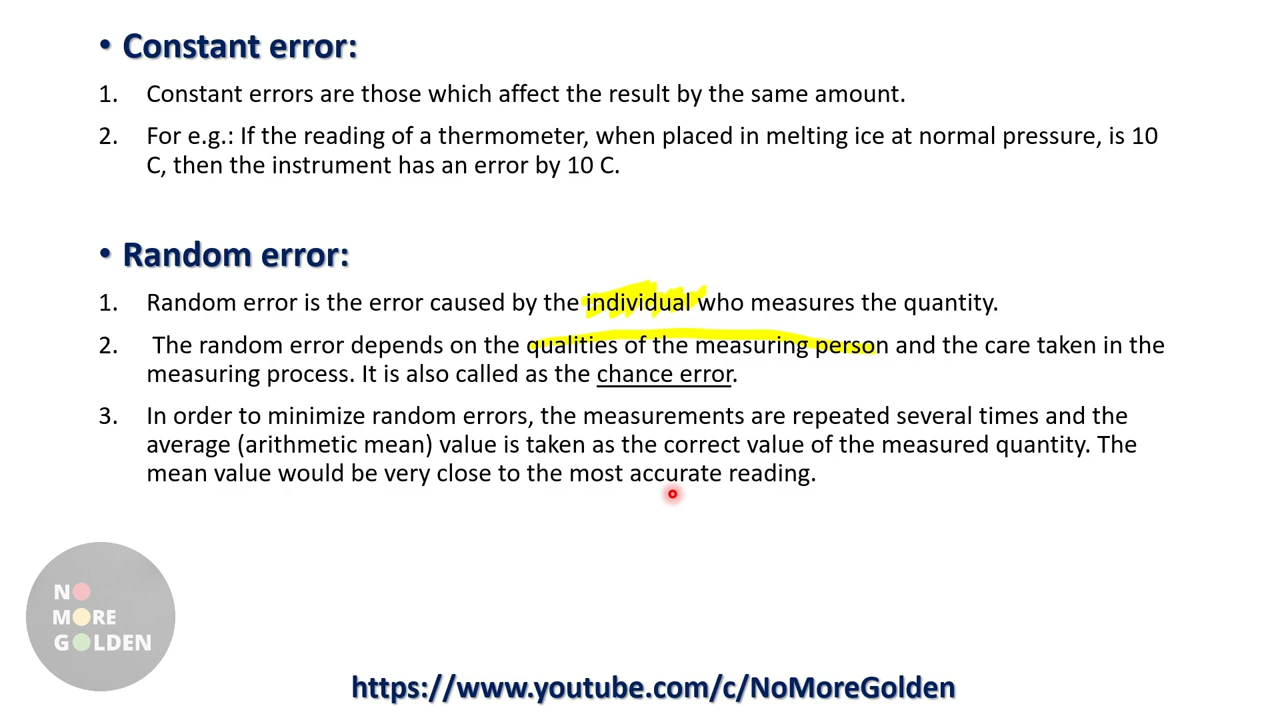 • Constant error:
1. Constant errors are those which affect the result by the same amount.
2. For e.g.: If the reading of a thermometer, when placed in melting ice at normal pressure, is 10
C, then the instrument has an error by 10 C.
• Random error:
1. Random error is the error caused by the individual who measures the quantity.
2. The random error depends on the qualities of the measuring person and the care taken in the
measuring process. It is also called as the chance error.
3. In order to minimize random errors, the measurements are repeated several times and the
average (arithmetic mean) value is taken as the correct value of the measured quantity. The
mean value would be very close to the most accurate reading.
NO
MORE
GOLDEN
https://www.youtube.com/c/NoMoreGolden